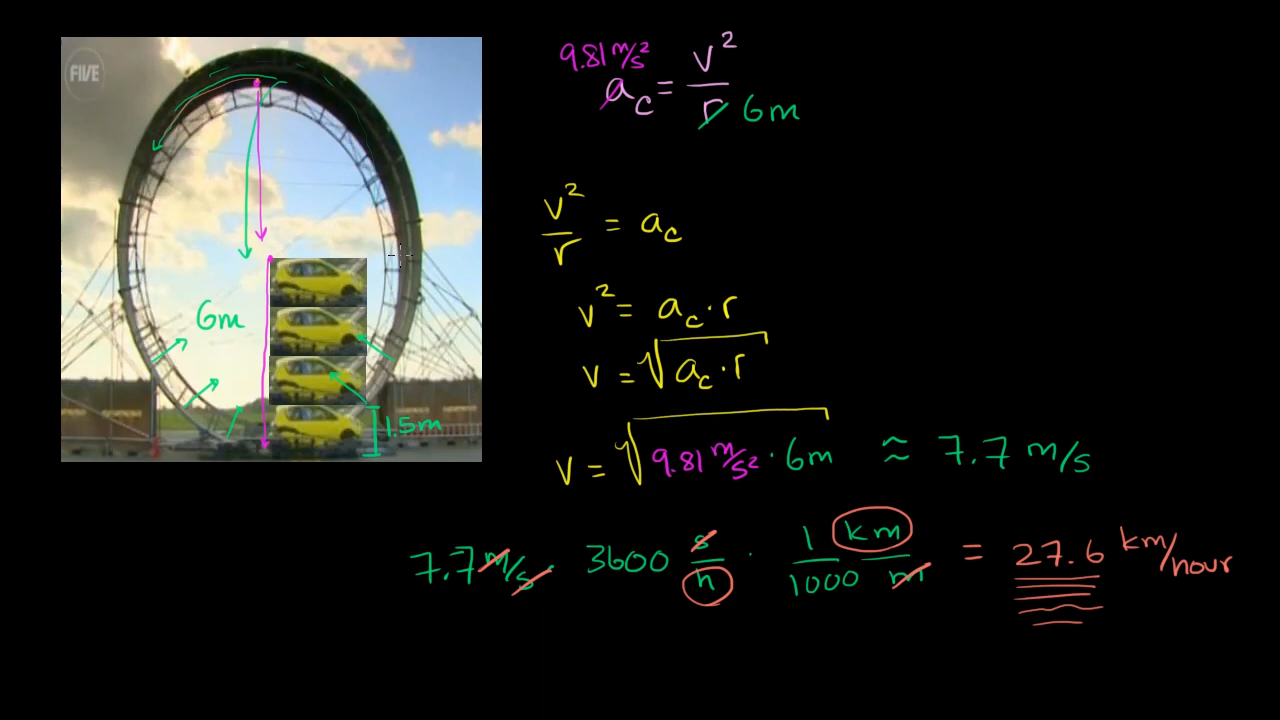 FIVE
6m
1.5m
9.81 m/s²
a_c = v²/r 6m
v²/r = a_c
v² = a_c · r
v = √(a_c · r)
v = √(9.81 m/s² · 6m) ≈ 7.7 m/s
7.7 m/s · 3600 s/h · 1/1000 km/m = 27.6 km/hour